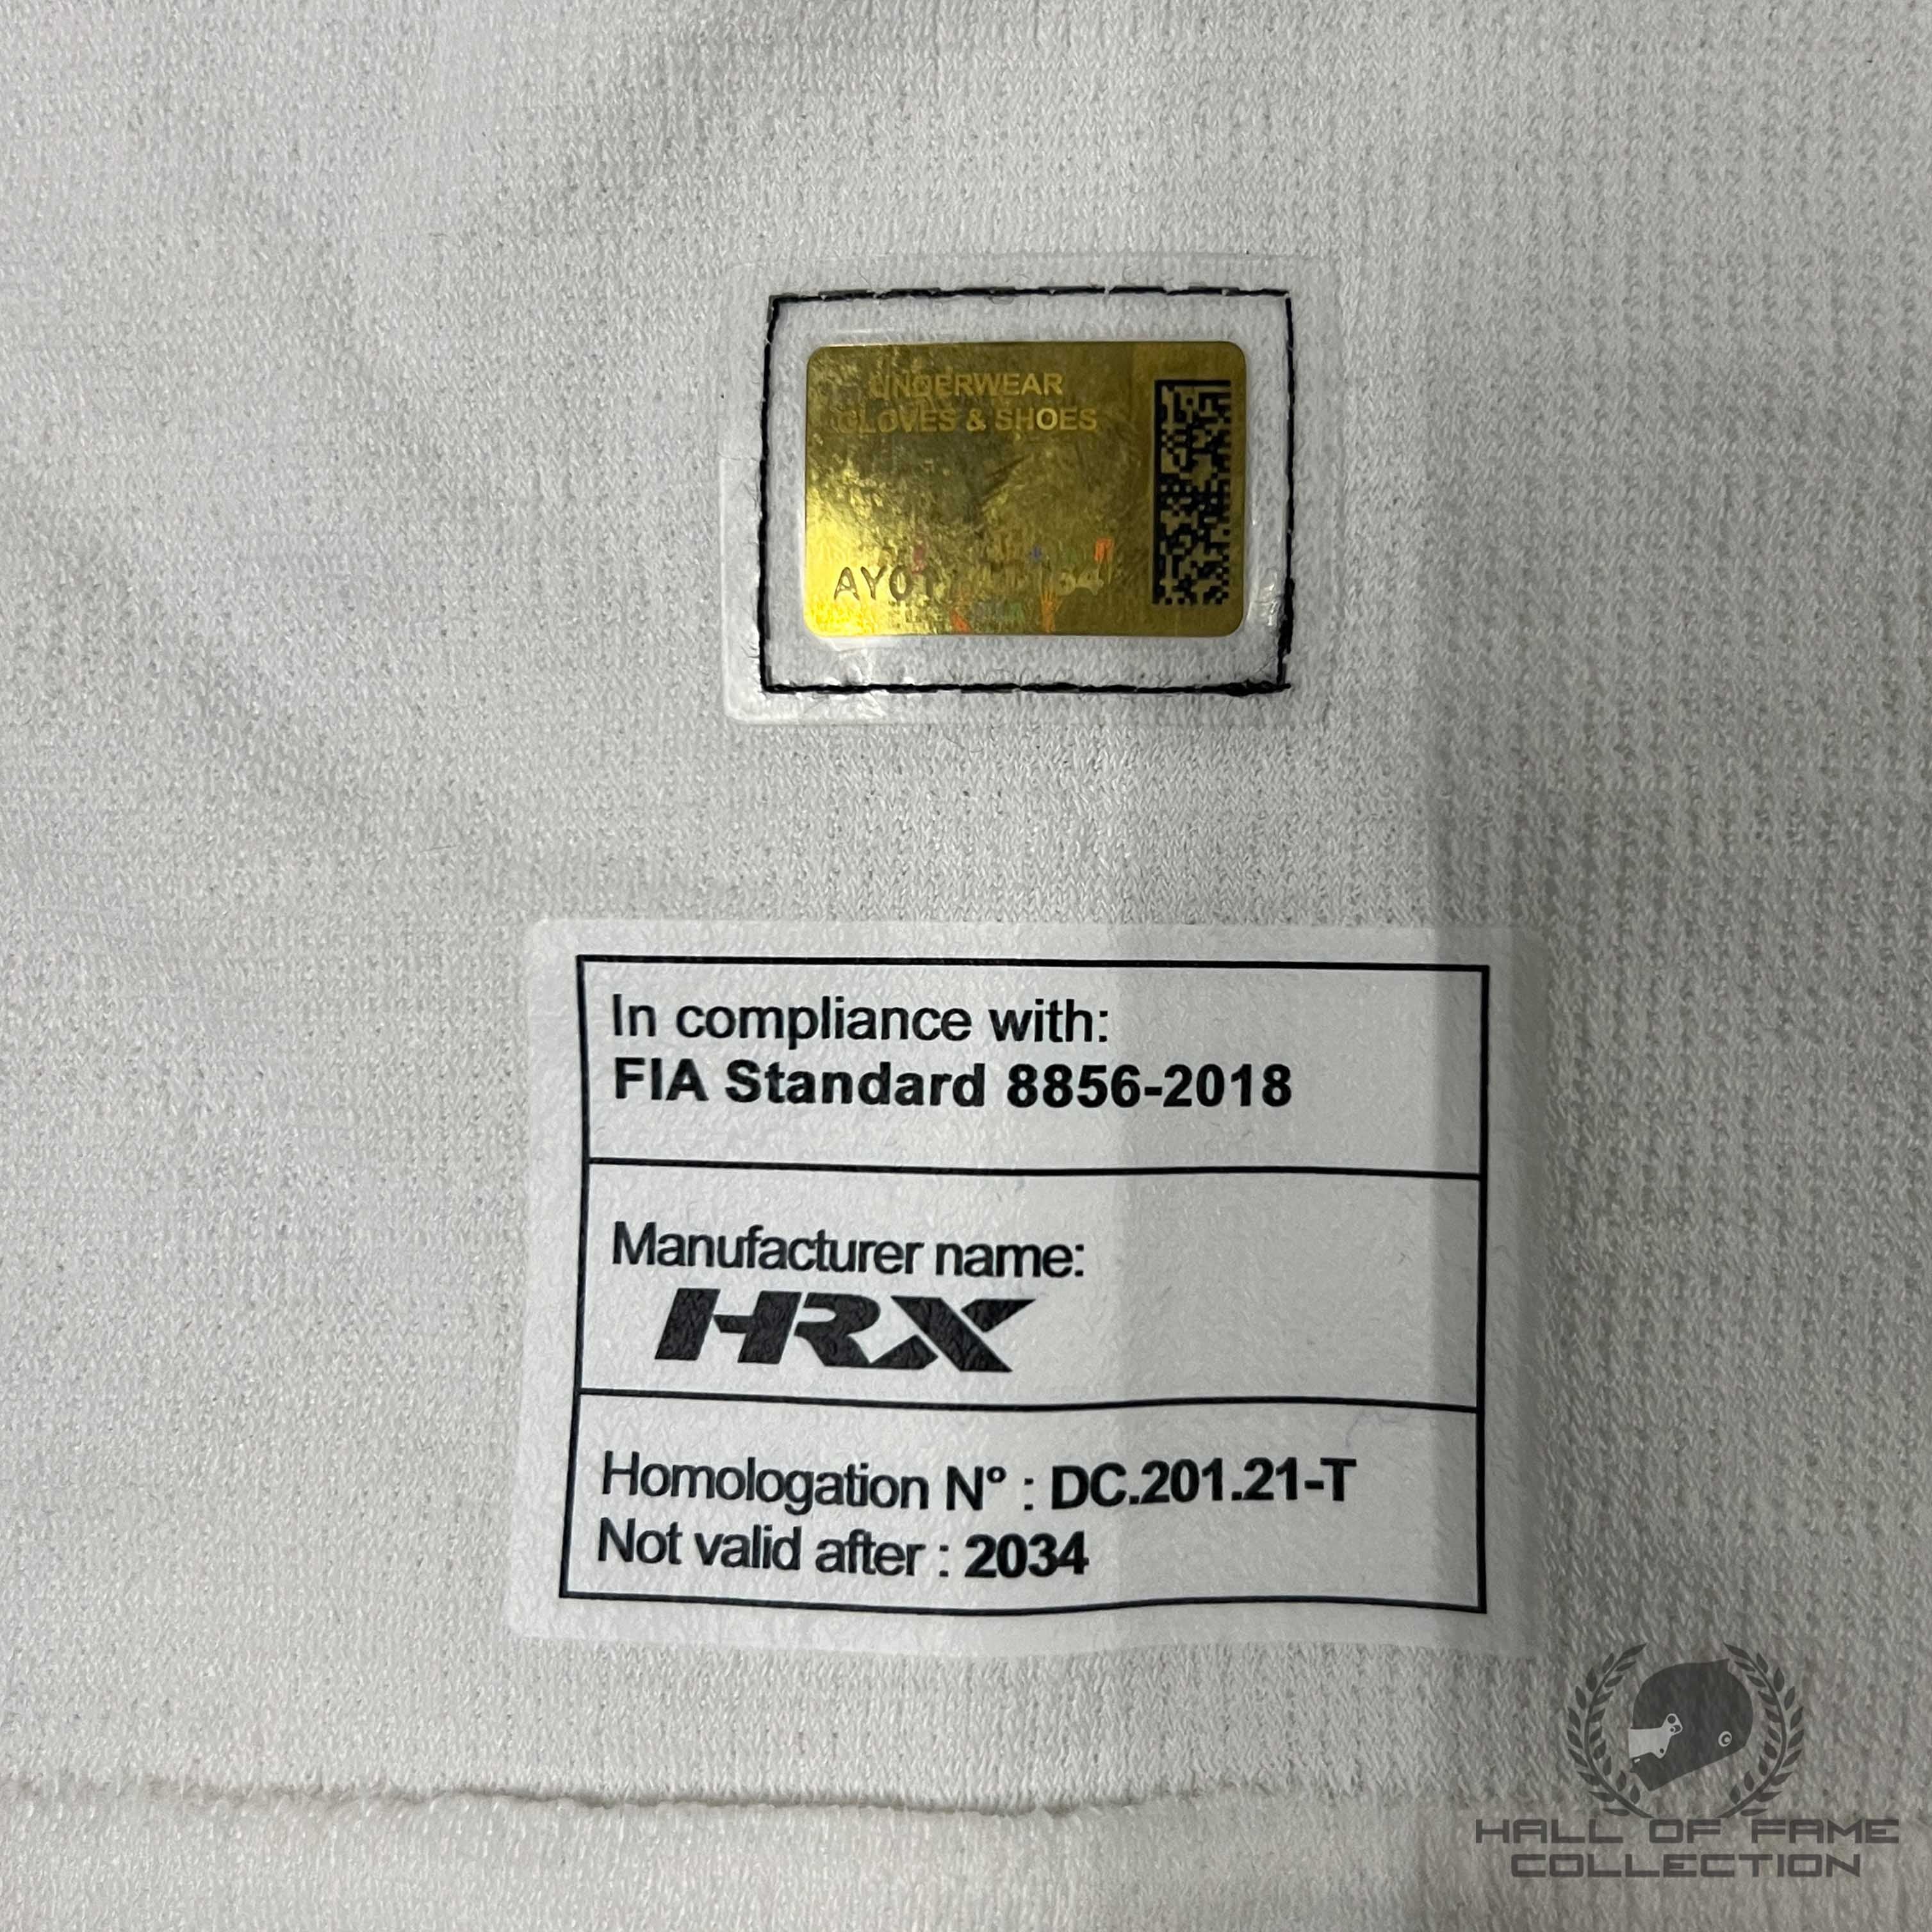 UNDERWEAR
GLOVES & SHOES
In compliance with:
FIA Standard 8856-2018
Manufacturer name:
HRX
Homologation N° : DC.201.21-T
Not valid after : 2034
HALL OF FAME
COLLECTION